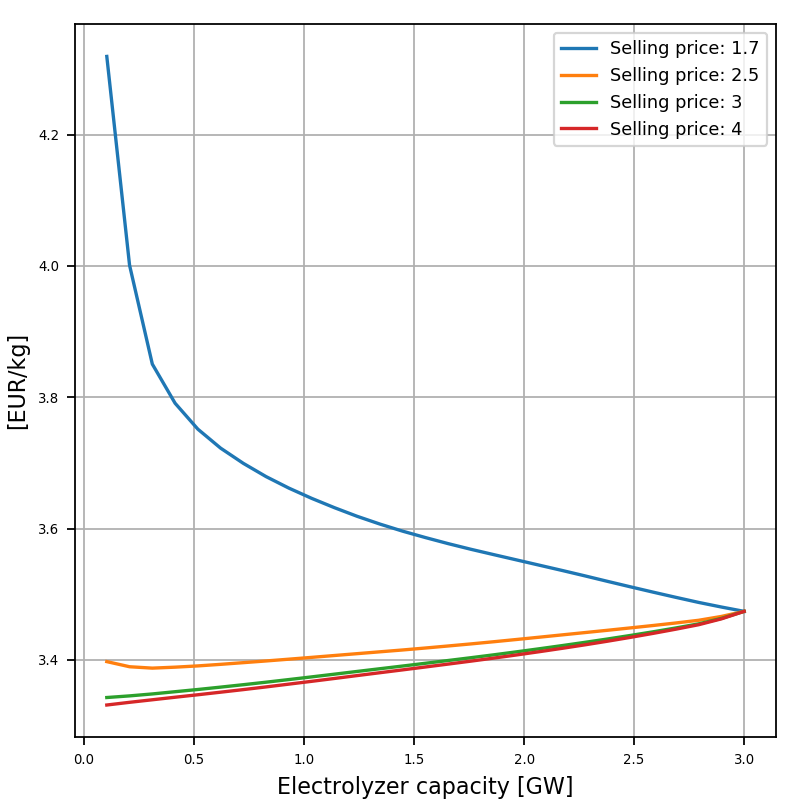 Selling price: 1.7
Selling price: 2.5
Selling price: 3
Selling price: 4
4.2
4.0
3.8
3.6
3.4
[EUR/kg]
0.0 0.5 1.0 1.5 2.0 2.5 3.0
Electrolyzer capacity [GW]